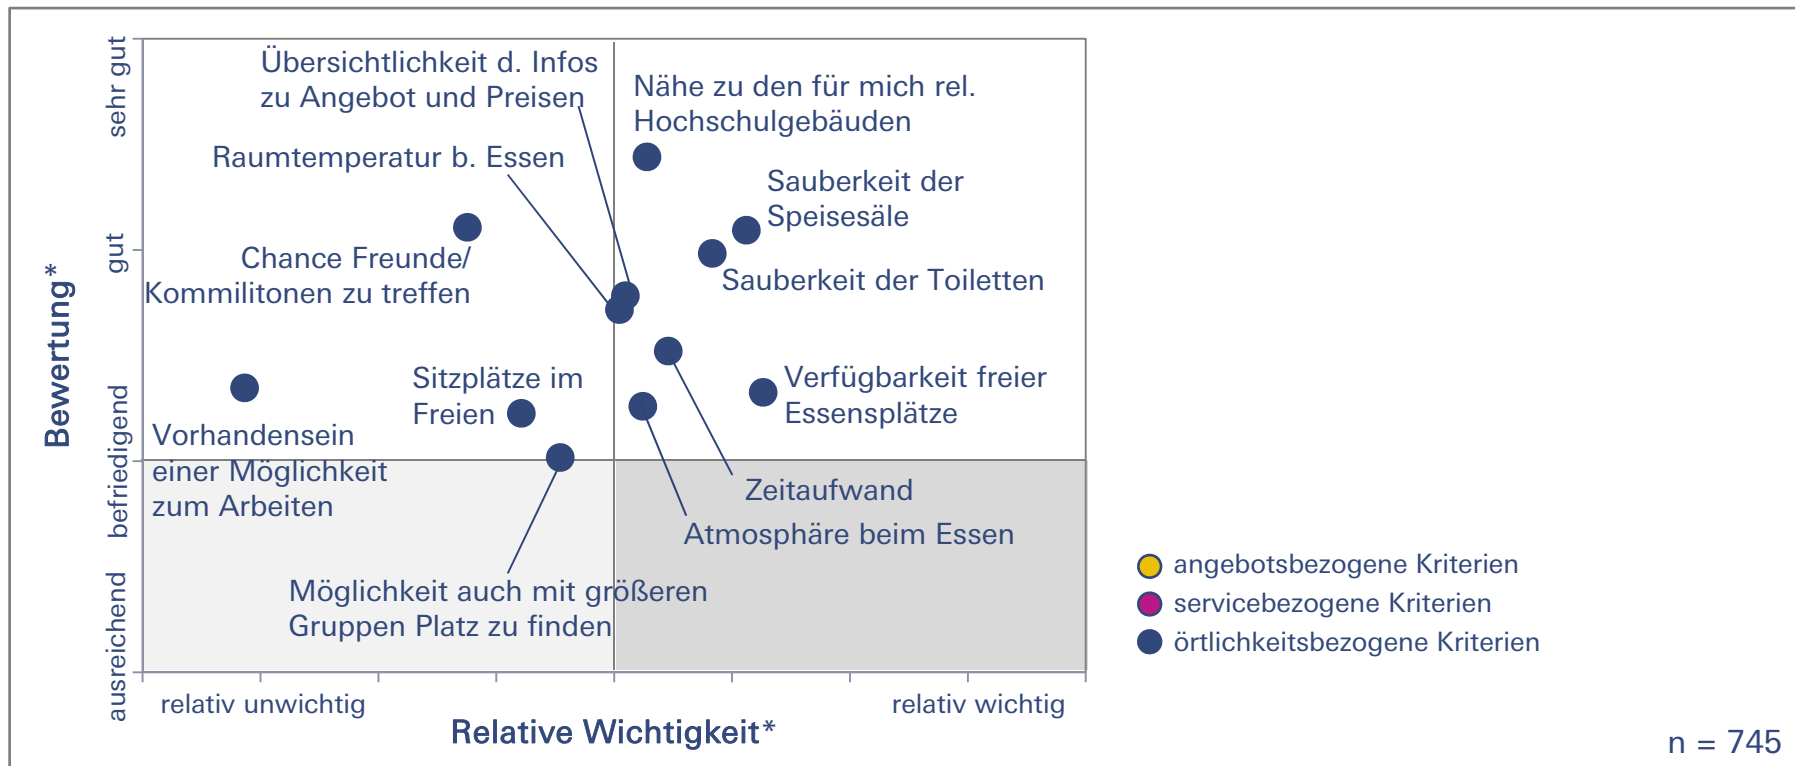 sehr gut
gut
befriedigend
ausreichend
Bewertung*
Übersichtlichkeit d. Infos
zu Angebot und Preisen
Nähe zu den für mich rel.
Hochschulgebäuden
Raumtemperatur b. Essen
Sauberkeit der
Speisesäle
Chance Freunde/
Kommilitonen zu treffen
Sauberkeit der Toiletten
Sitzplätze im
Freien
Verfügbarkeit freier
Essensplätze
Vorhandensein
einer Möglichkeit
zum Arbeiten
Zeitaufwand
Atmosphäre beim Essen
Möglichkeit auch mit größeren
Gruppen Platz zu finden
relativ unwichtig
relativ wichtig
Relative Wichtigkeit*
angebotsbezogene Kriterien
servicebezogene Kriterien
örtlichkeitsbezogene Kriterien
n = 745